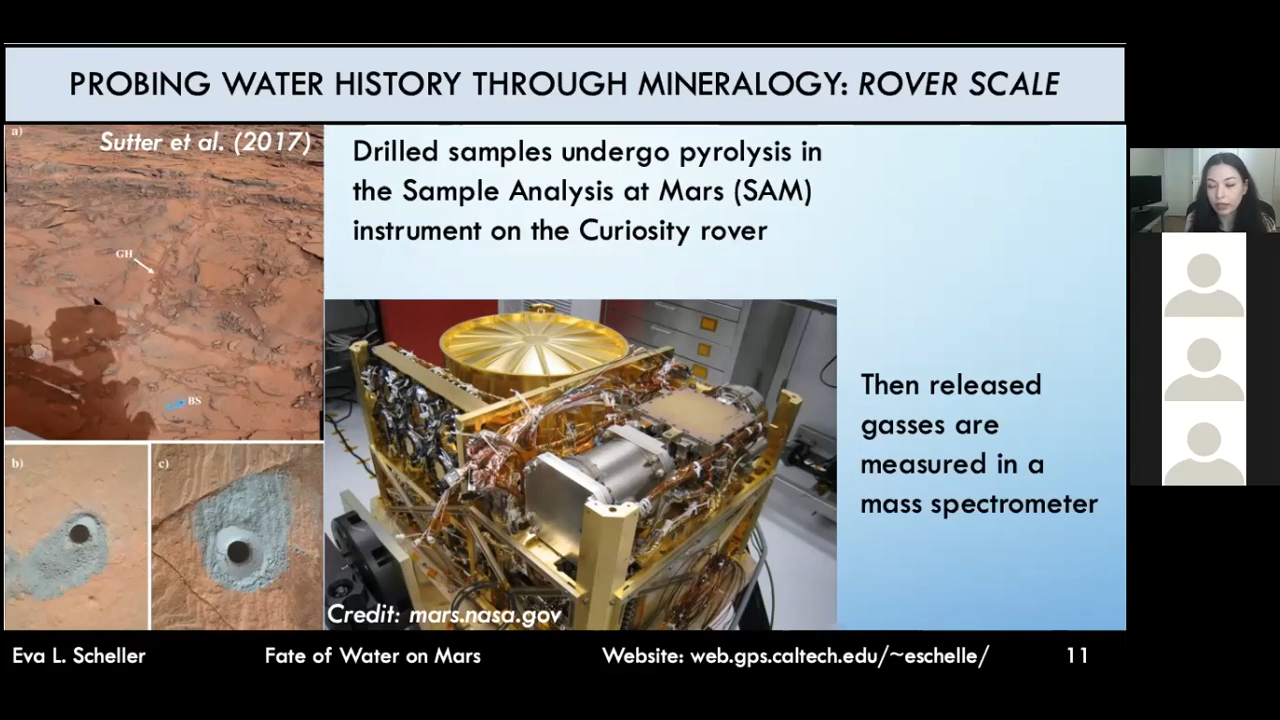 PROBING WATER HISTORY THROUGH MINERALOGY: ROVER SCALE
a)
Sutter et al. (2017)
GH
BS
b)
c)
Drilled samples undergo pyrolysis in
the Sample Analysis at Mars (SAM)
instrument on the Curiosity rover
Credit: mars.nasa.gov
Then released
gasses are
measured in a
mass spectrometer
Eva L. Scheller
Fate of Water on Mars
Website: web.gps.caltech.edu/~eschelle/
11